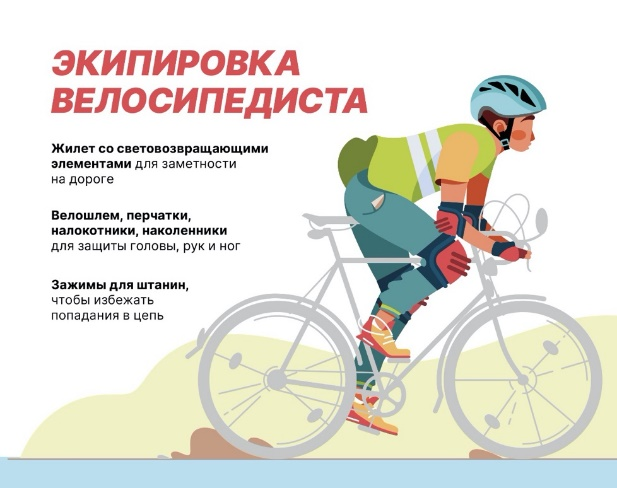 ЭКИПИРОВКА
ВЕЛОСИПЕДИСТА
Жилет со световозвращающими
элементами для заметности
на дороге
Велошлем, перчатки,
налокотники, наколенники
для защиты головы, рук и ног
Зажимы для штанин,
чтобы избежать
попадания в цепь